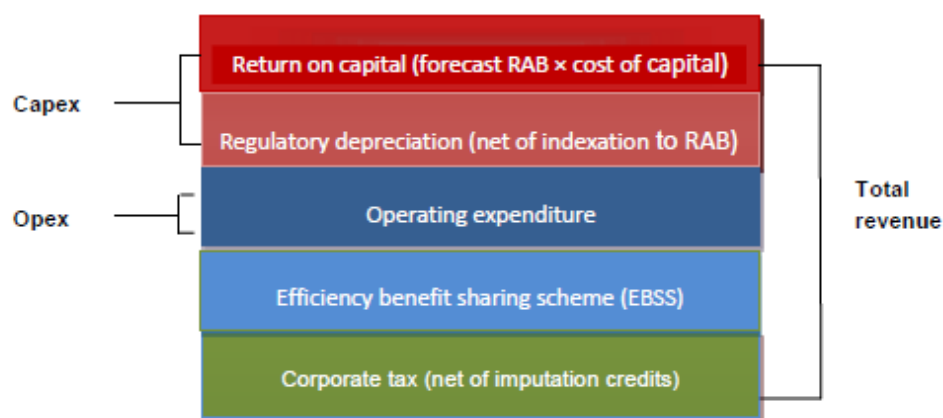 Return on capital (forecast RAB × cost of capital)
Capex
Regulatory depreciation (net of indexation to RAB)
Operating expenditure
Opex
Total
revenue
Efficiency benefit sharing scheme (EBSS)
Corporate tax (net of imputation credits)